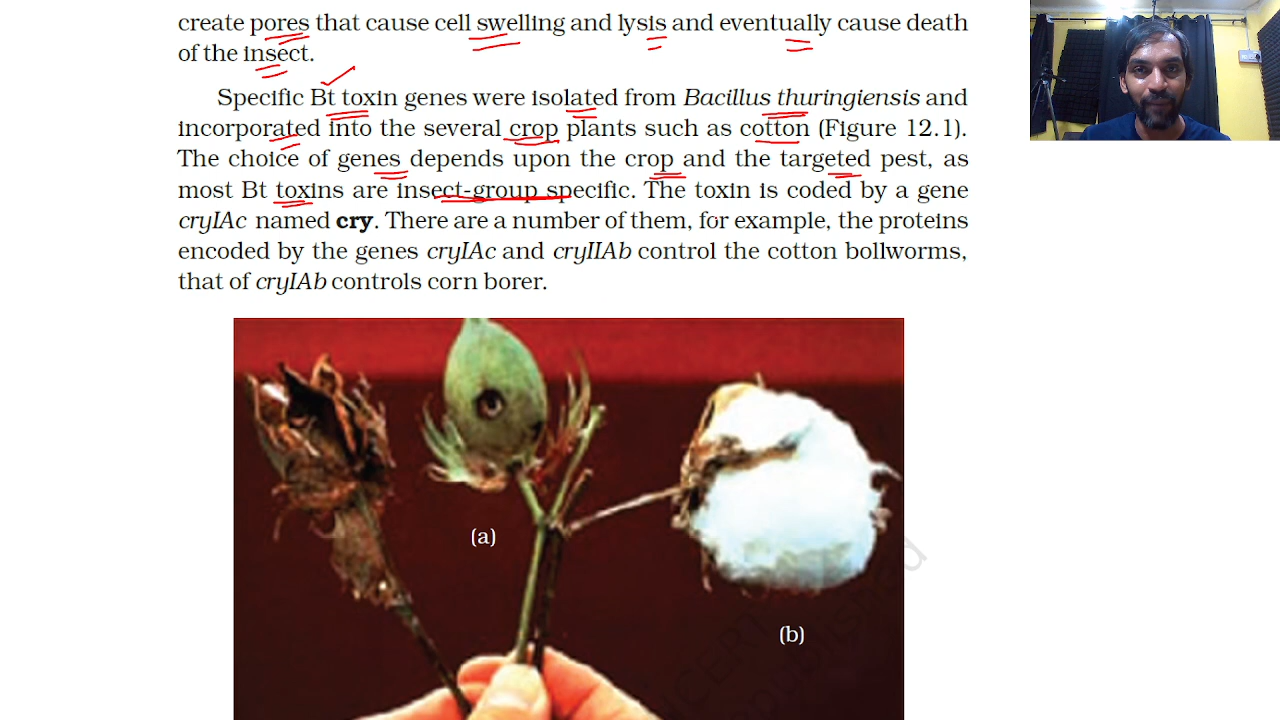 create pores that cause cell swelling and lysis and eventually cause death
of the insect.
Specific Bt toxin genes were isolated from Bacillus thuringiensis and
incorporated into the several crop plants such as cotton (Figure 12.1).
The choice of genes depends upon the crop and the targeted pest, as
most Bt toxins are insect-group specific. The toxin is coded by a gene
cryIAc named cry. There are a number of them, for example, the proteins
encoded by the genes cryIAc and cryIIAb control the cotton bollworms,
that of cryIAb controls corn borer.
(a)
(b)